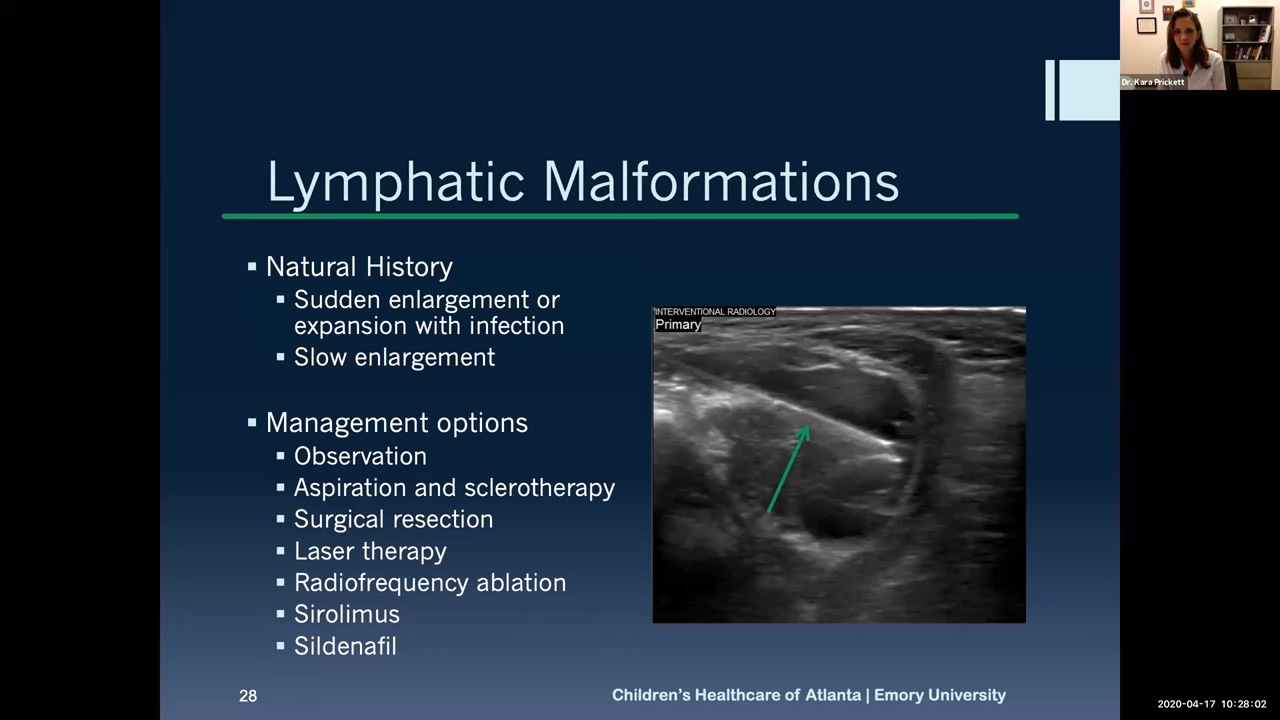 Dr. Kara Prickett
Lymphatic Malformations
▪ Natural History
▪ Sudden enlargement or
expansion with infection
▪ Slow enlargement
▪ Management options
▪ Observation
▪ Aspiration and sclerotherapy
▪ Surgical resection
▪ Laser therapy
▪ Radiofrequency ablation
▪ Sirolimus
▪ Sildenafil
INTERVENTIONAL RADIOLOGY
Primary
28
Children's Healthcare of Atlanta | Emory University
2020-04-17 10:28:02